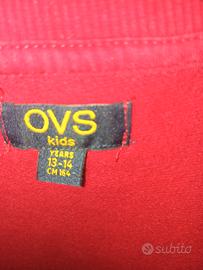 OVS
kids
YEARS
13-14
CM 164
subito